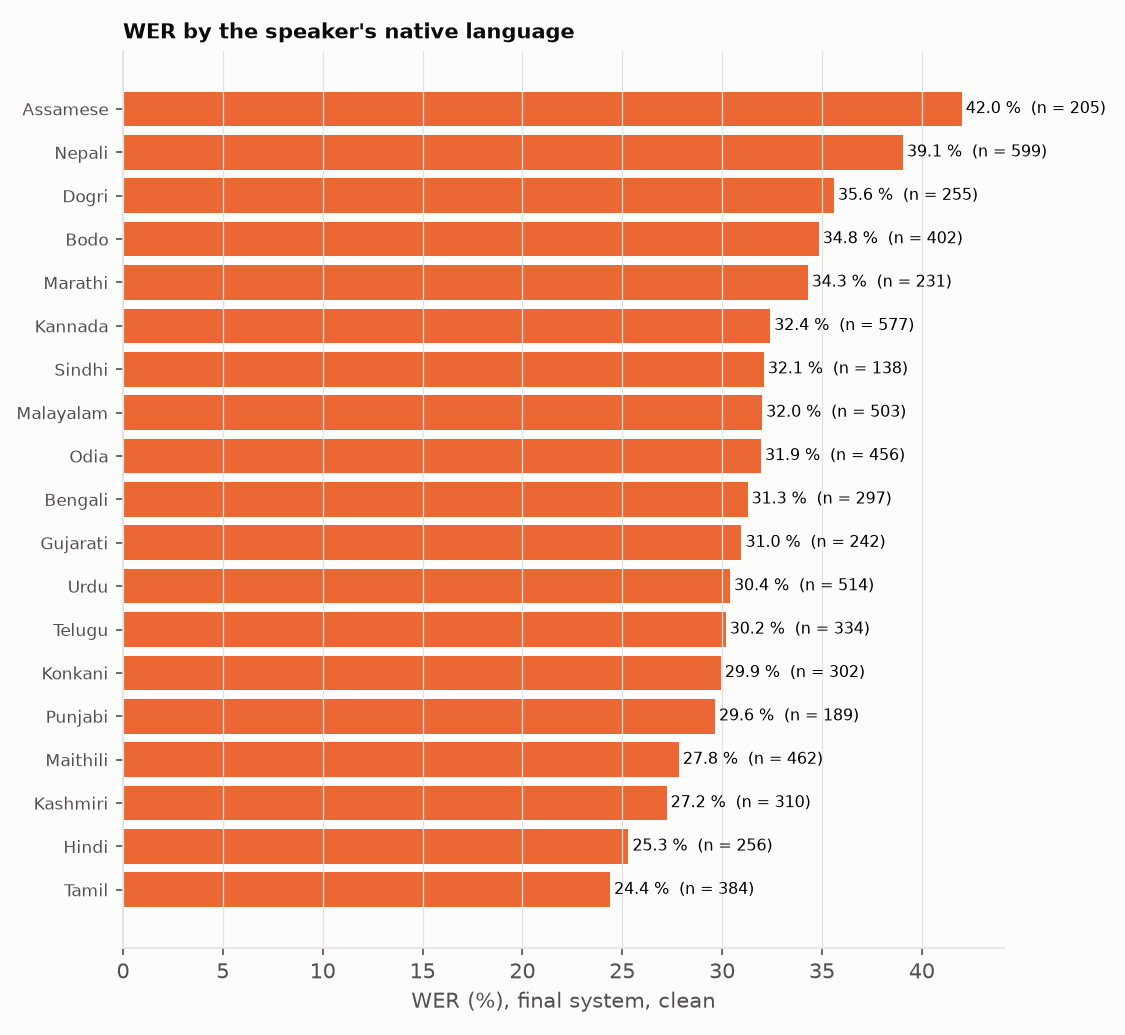 WER by the speaker's native language
Assamese 42.0 % (n = 205)
Nepali 39.1 % (n = 599)
Dogri 35.6 % (n = 255)
Bodo 34.8 % (n = 402)
Marathi 34.3 % (n = 231)
Kannada 32.4 % (n = 577)
Sindhi 32.1 % (n = 138)
Malayalam 32.0 % (n = 503)
Odia 31.9 % (n = 456)
Bengali 31.3 % (n = 297)
Gujarati 31.0 % (n = 242)
Urdu 30.4 % (n = 514)
Telugu 30.2 % (n = 334)
Konkani 29.9 % (n = 302)
Punjabi 29.6 % (n = 189)
Maithili 27.8 % (n = 462)
Kashmiri 27.2 % (n = 310)
Hindi 25.3 % (n = 256)
Tamil 24.4 % (n = 384)
0 5 10 15 20 25 30 35 40
WER (%), final system, clean